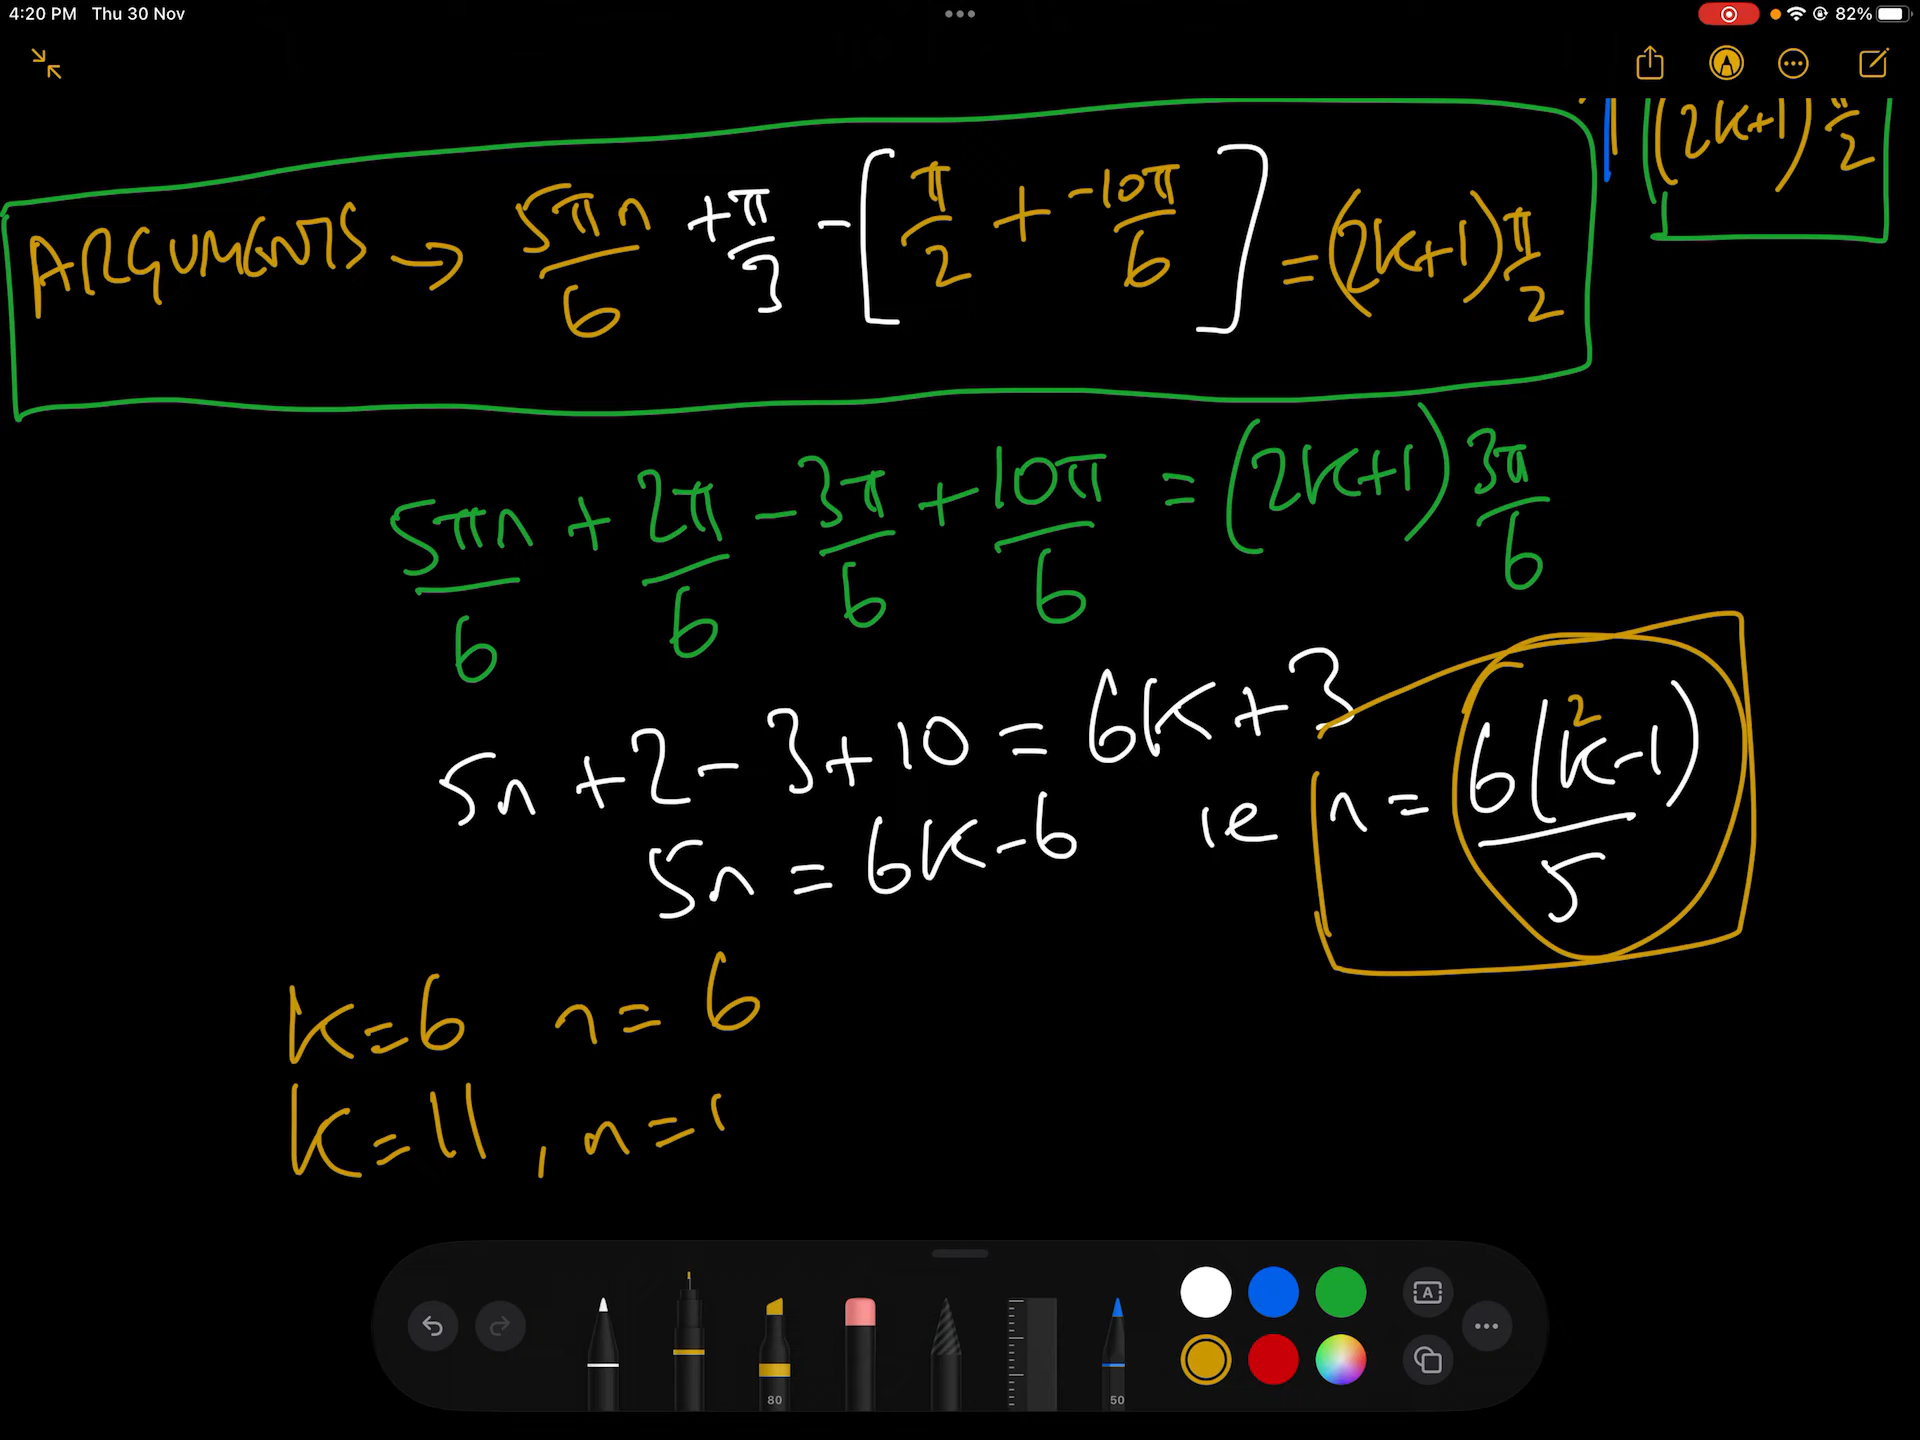 4:20 PM Thu 30 Nov
82%
(2k+1) π/2
ARGUMENTS → 5πn/6 + π/3 - [π/2 + -10π/6] = (2k+1) π/2
5πn/6 + 2π/6 - 3π/6 + 10π/6 = (2k+1) 3π/6
5n + 2 - 3 + 10 = 6k + 3
5n = 6k - 6 ie n = 6(k-1)/5
2
k = 6 n = 6
k = 11 , n = 1
A
80
50